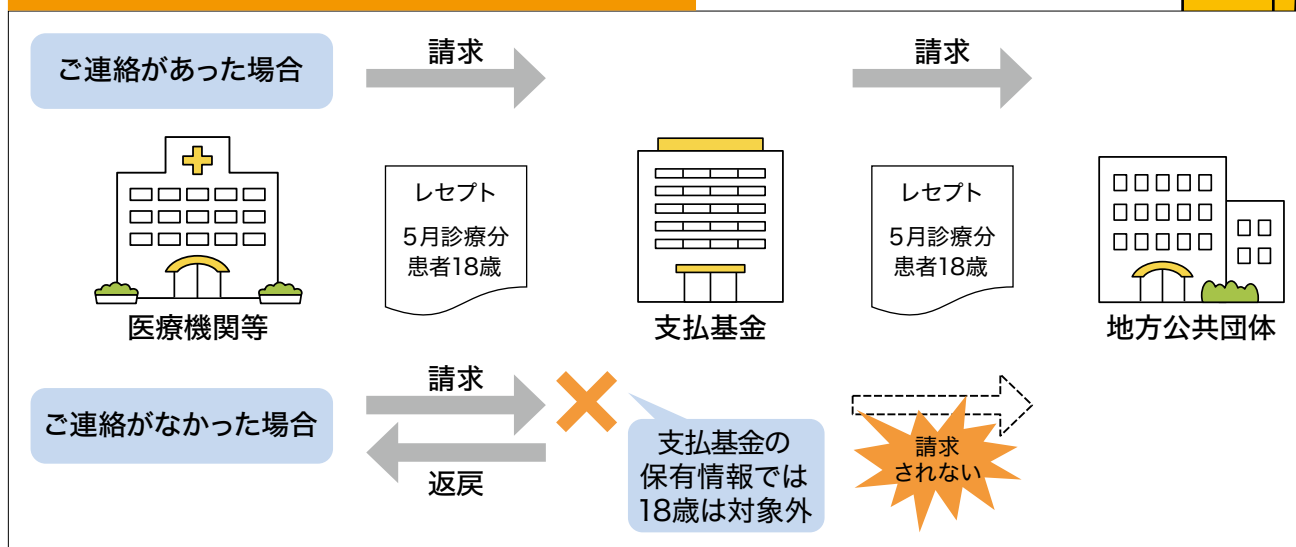 ご連絡があった場合
請求
請求
レセプト
5月診療分
患者18歳
レセプト
5月診療分
患者18歳
医療機関等
支払基金
地方公共団体
ご連絡がなかった場合
請求
返戻
支払基金の
保有情報では
18歳は対象外
請求
されない